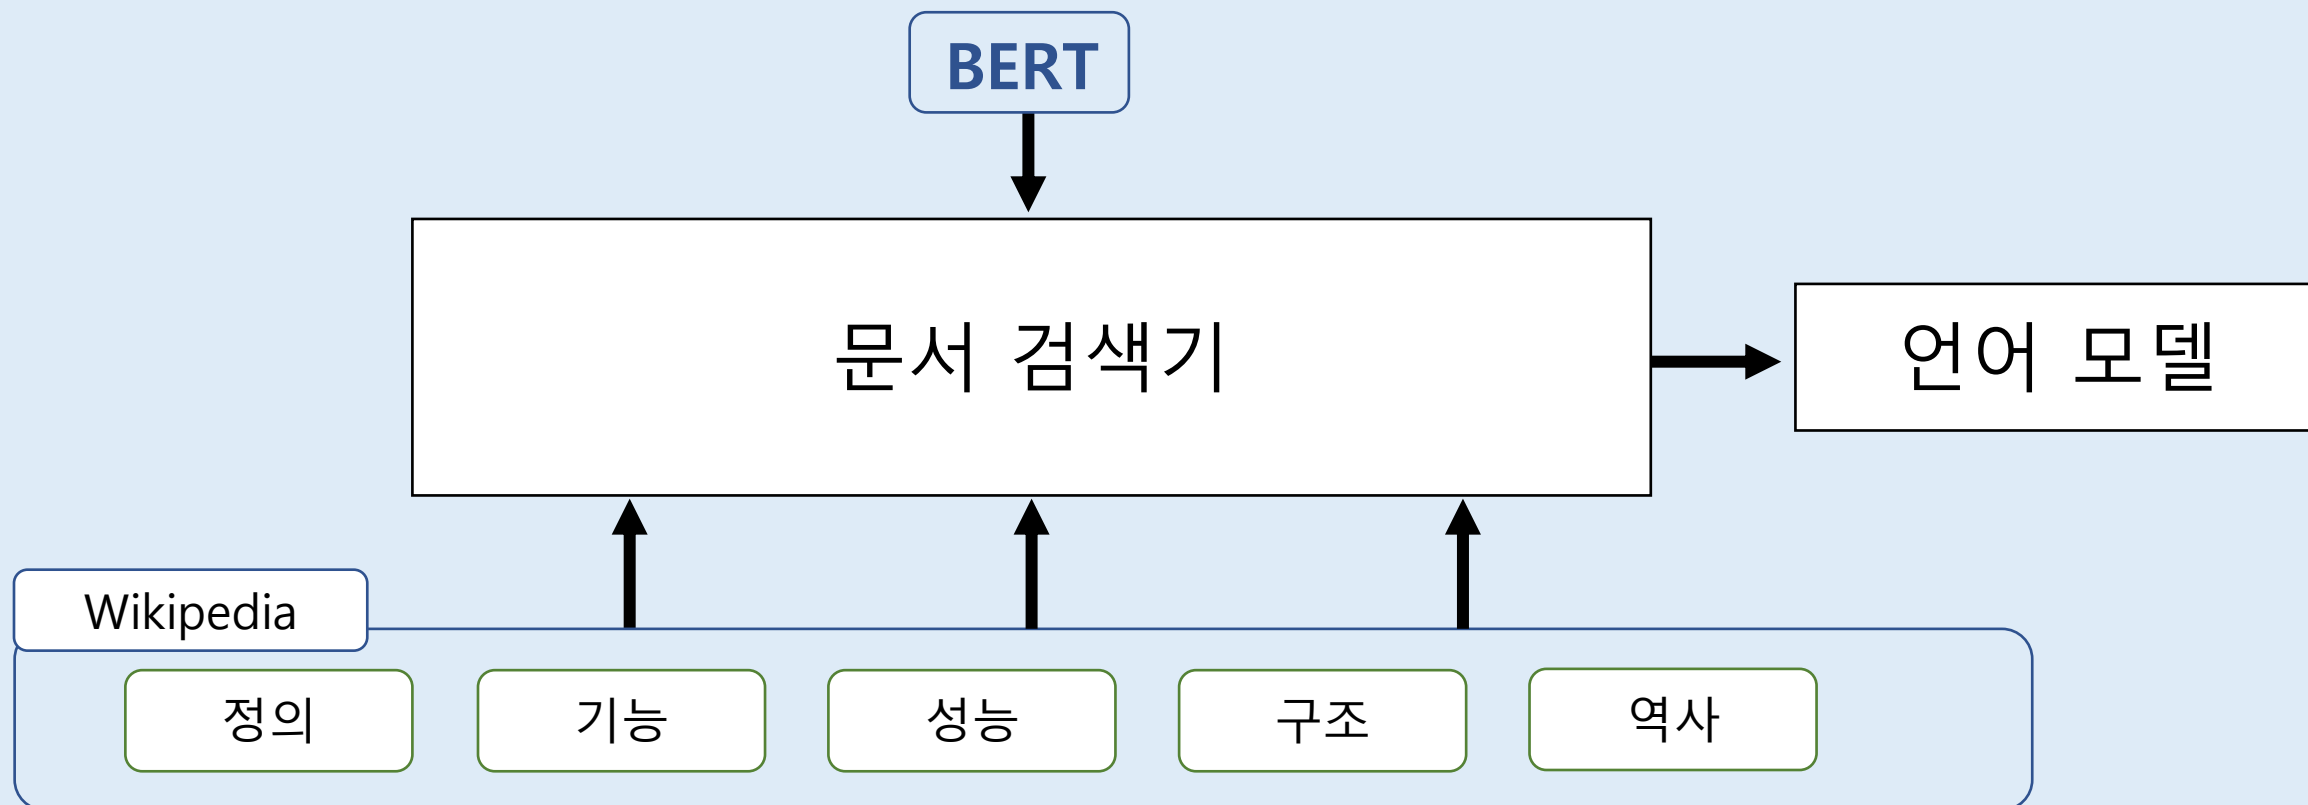 BERT
문서 검색기
언어 모델
Wikipedia
정의
기능
성능
구조
역사